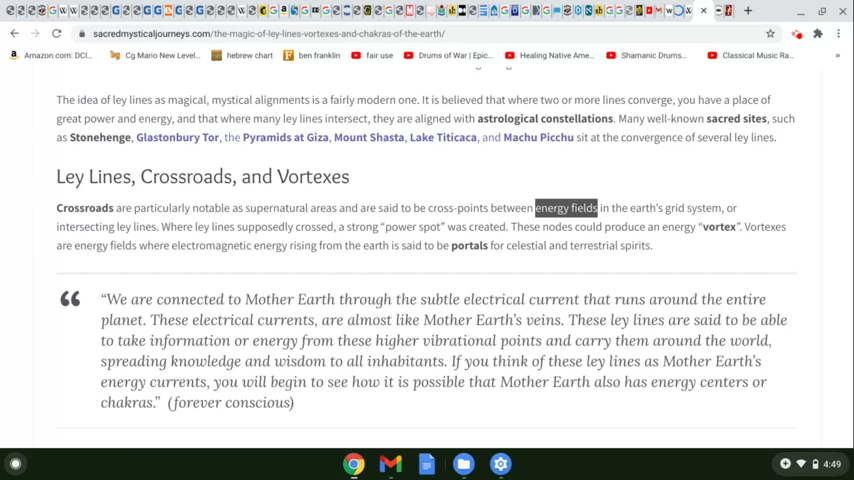 sacredmysticaljourneys.com/the-magic-of-ley-lines-vortexes-and-chakras-of-the-earth/
Amazon.com: DCI... Cg Mario New Level... hebrew chart ben franklin fair use Drums of War | Epic... Healing Native Ame... Shamanic Drums... Classical Music Ra... »
The idea of ley lines as magical, mystical alignments is a fairly modern one. It is believed that where two or more lines converge, you have a place of
great power and energy, and that where many ley lines intersect, they are aligned with astrological constellations. Many well-known sacred sites, such
as Stonehenge, Glastonbury Tor, the Pyramids at Giza, Mount Shasta, Lake Titicaca, and Machu Picchu sit at the convergence of several ley lines.
Ley Lines, Crossroads, and Vortexes
Crossroads are particularly notable as supernatural areas and are said to be cross-points between energy fields in the earth's grid system, or
intersecting ley lines. Where ley lines supposedly crossed, a strong "power spot" was created. These nodes could produce an energy "vortex". Vortexes
are energy fields where electromagnetic energy rising from the earth is said to be portals for celestial and terrestrial spirits.
"We are connected to Mother Earth through the subtle electrical current that runs around the entire
planet. These electrical currents, are almost like Mother Earth's veins. These ley lines are said to be able
to take information or energy from these higher vibrational points and carry them around the world,
spreading knowledge and wisdom to all inhabitants. If you think of these ley lines as Mother Earth's
energy currents, you will begin to see how it is possible that Mother Earth also has energy centers or
chakras." (forever conscious)
4:49